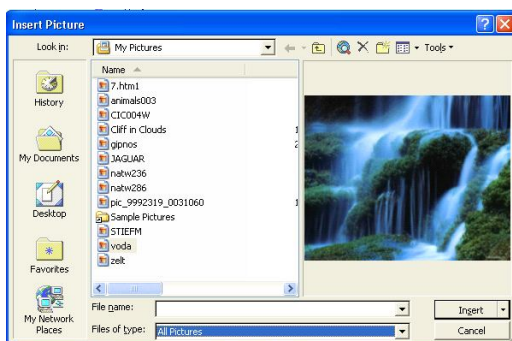 Insert Picture
Look in: My Pictures Tools
Name
History
My Documents
Desktop
Favorites
My Network Places
7.htm1
animals003
CIC004W
Cliff in Clouds
gipnos
JAGUAR
natw236
natw286
pic_9992319_0031060
Sample Pictures
STIEFM
voda
zelt
File name: Insert
Files of type: All Pictures Cancel